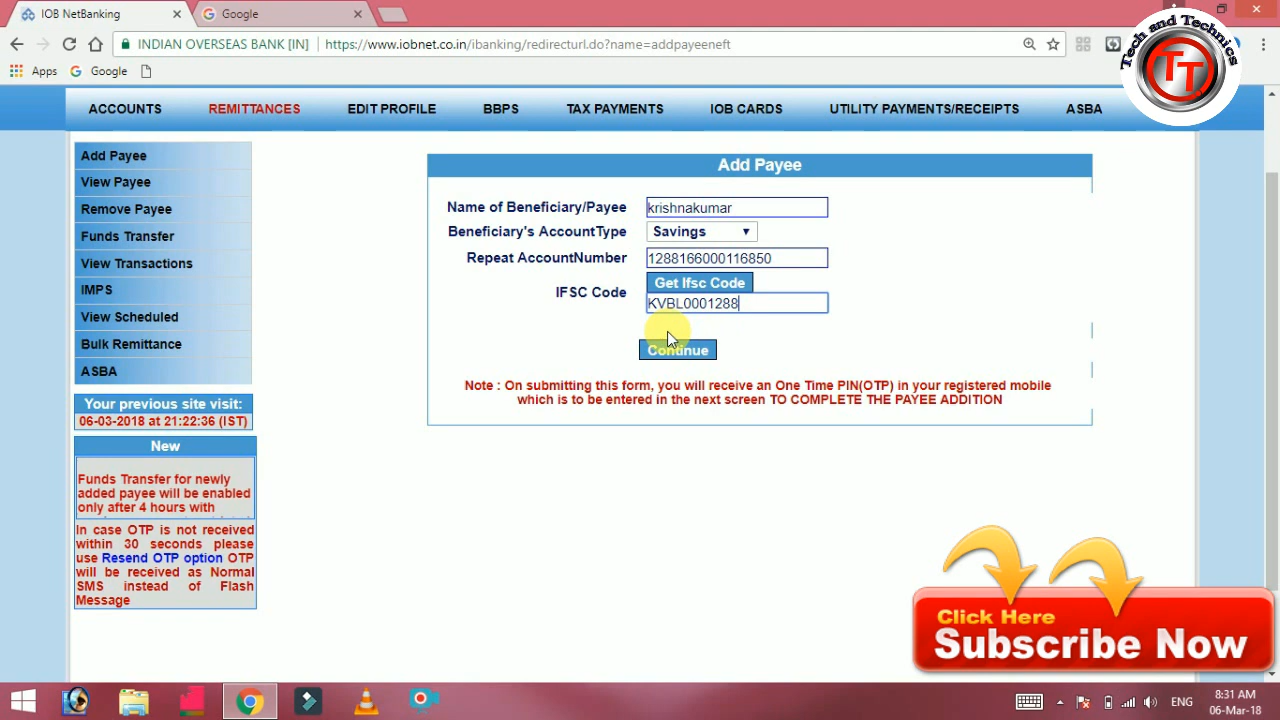 IOB NetBanking
Google
INDIAN OVERSEAS BANK [IN]
https://www.iobnet.co.in/ibanking/redirecturl.do?name=addpayeeneft
Apps
Google
Tech and Technics
TT
ACCOUNTS REMITTANCES EDIT PROFILE BBPS TAX PAYMENTS IOB CARDS UTILITY PAYMENTS/RECEIPTS ASBA
Add Payee
View Payee
Remove Payee
Funds Transfer
View Transactions
IMPS
View Scheduled
Bulk Remittance
ASBA
Your previous site visit:
06-03-2018 at 21:22:36 (IST)
New
Funds Transfer for newly
added payee will be enabled
only after 4 hours with
In case OTP is not received
within 30 seconds please
use Resend OTP option OTP
will be received as Normal
SMS instead of Flash
Message
Add Payee
Name of Beneficiary/Payee krishnakumar
Beneficiary's AccountType Savings
Repeat AccountNumber 1288166000116850
Get Ifsc Code
IFSC Code
KVBL0001288
Continue
Note : On submitting this form, you will receive an One Time PIN(OTP) in your registered mobile
which is to be entered in the next screen TO COMPLETE THE PAYEE ADDITION
Click Here
Subscribe Now
ENG
8:31 AM
06-Mar-18